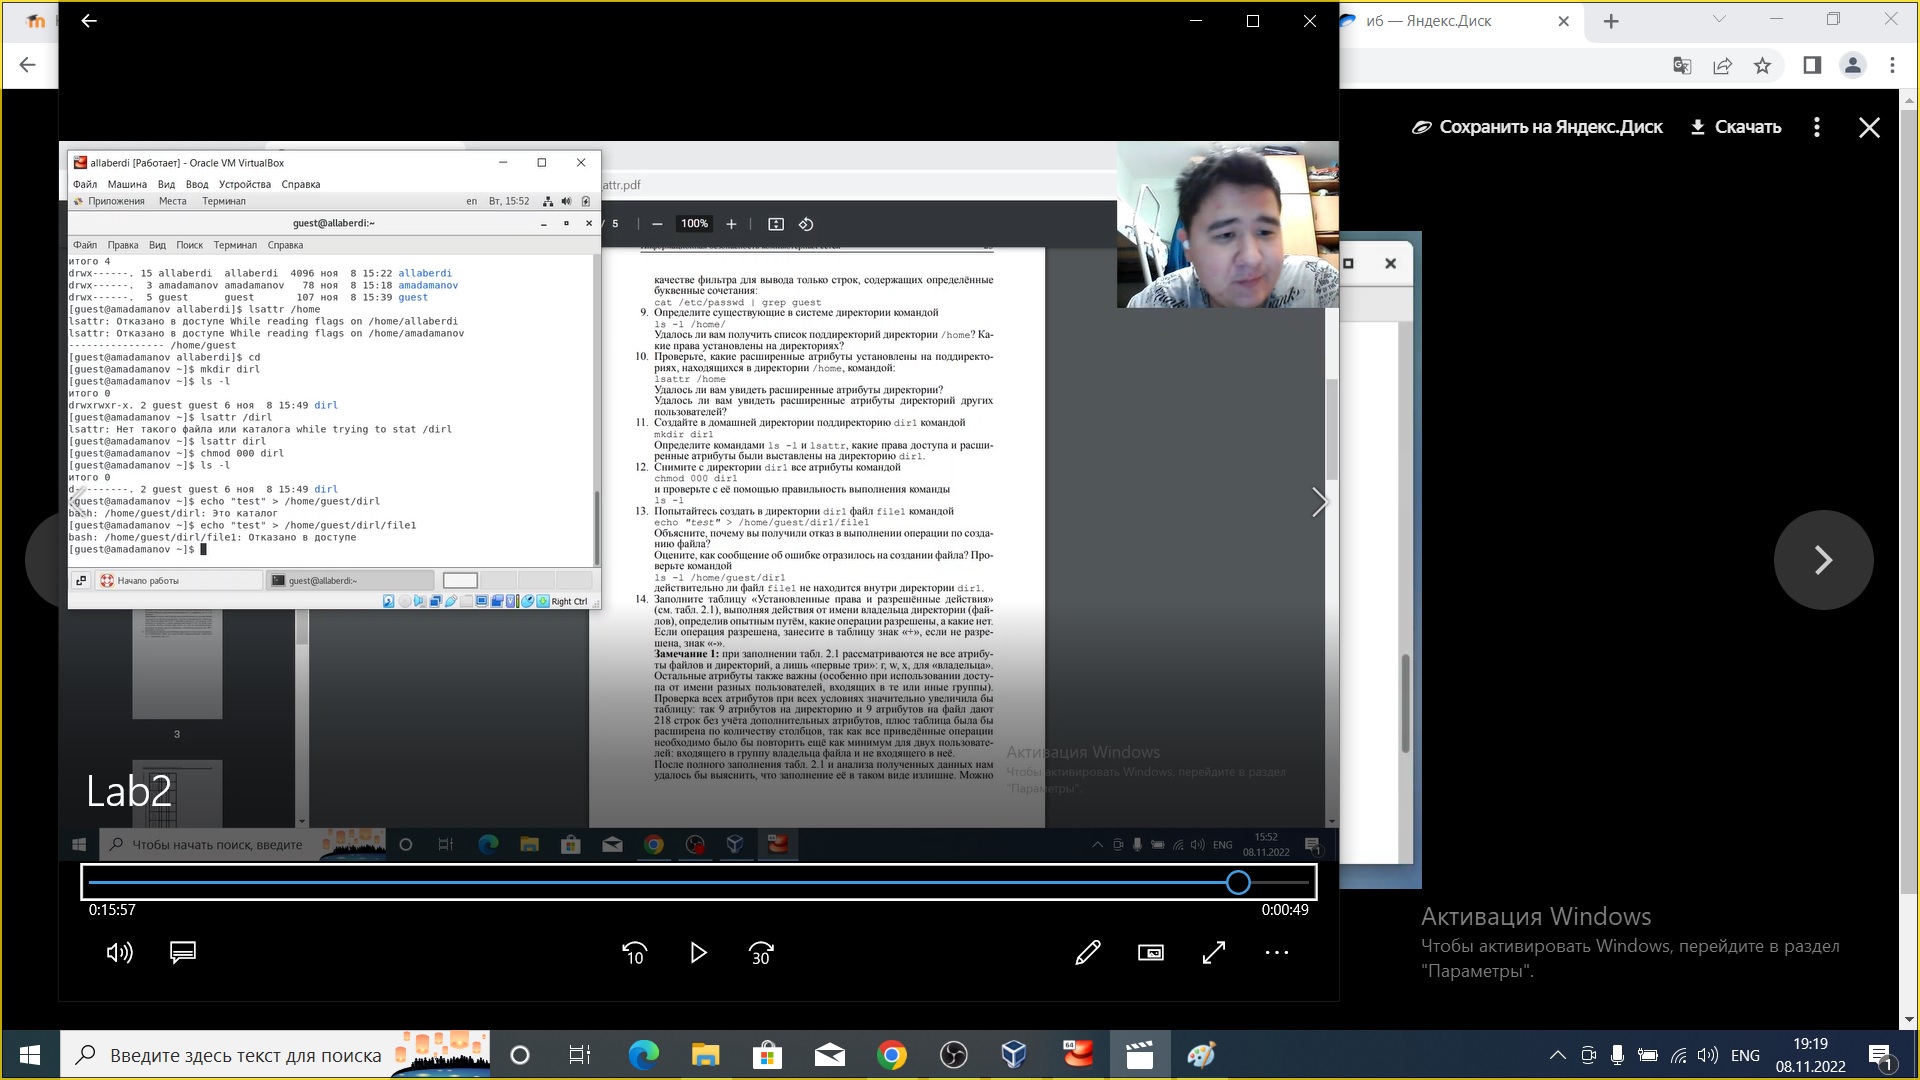 иб — Яндекс.Диск
Сохранить на Яндекс.Диск
Скачать
allaberdi [Работает] - Oracle VM VirtualBox
Файл Машина Вид Ввод Устройства Справка
Приложения Места Терминал en Вт, 15:52
guest@allaberdi:~
Файл Правка Вид Поиск Терминал Справка
итого 4
drwx------. 15 allaberdi allaberdi 4096 ноя 8 15:22 allaberdi
drwx------. 3 amadamanov amadamanov 78 ноя 8 15:18 amadamanov
drwx------. 5 guest guest 107 ноя 8 15:39 guest
[guest@amadamanov allaberdi]$ lsattr /home
lsattr: Отказано в доступе While reading flags on /home/allaberdi
lsattr: Отказано в доступе While reading flags on /home/amadamanov
---------------- /home/guest
[guest@amadamanov allaberdi]$ cd
[guest@amadamanov ~]$ mkdir dirl
[guest@amadamanov ~]$ ls -l
итого 0
drwxrwxr-x. 2 guest guest 6 ноя 8 15:49 dirl
[guest@amadamanov ~]$ lsattr /dirl
lsattr: Нет такого файла или каталога while trying to stat /dirl
[guest@amadamanov ~]$ lsattr dirl
[guest@amadamanov ~]$ chmod 000 dirl
[guest@amadamanov ~]$ ls -l
итого 0
d---------. 2 guest guest 6 ноя 8 15:49 dirl
[guest@amadamanov ~]$ echo "test" > /home/guest/dirl
bash: /home/guest/dirl: Это каталог
[guest@amadamanov ~]$ echo "test" > /home/guest/dirl/file1
bash: /home/guest/dirl/file1: Отказано в доступе
[guest@amadamanov ~]$
Начало работы
guest@allaberdi:~
Right Ctrl
attr.pdf
/ 5
100%
качестве фильтра для вывода только строк, содержащих определённые
буквенные сочетания:
cat /etc/passwd | grep guest
9. Определите существующие в системе директории командой
ls -l /home/
Удалось ли вам получить список поддиректорий директории /home? Ка-
кие права установлены на директориях?
10. Проверьте, какие расширенные атрибуты установлены на поддиректо-
риях, находящихся в директории /home, командой:
lsattr /home
Удалось ли вам увидеть расширенные атрибуты директории?
Удалось ли вам увидеть расширенные атрибуты директорий других
пользователей?
11. Создайте в домашней директории поддиректорию dir1 командой
mkdir dir1
Определите командами ls -l и lsattr, какие права доступа и расши-
ренные атрибуты были выставлены на директорию dir1.
12. Снимите с директории dir1 все атрибуты командой
chmod 000 dir1
и проверьте с её помощью правильность выполнения команды
ls -l
13. Попытайтесь создать в директории dir1 файл file1 командой
echo "test" > /home/guest/dir1/file1
Объясните, почему вы получили отказ в выполнении операции по созда-
нию файла?
Оцените, как сообщение об ошибке отразилось на создании файла? Про-
верьте командой
ls -l /home/guest/dir1
действительно ли файл file1 не находится внутри директории dir1.
14. Заполните таблицу «Установленные права и разрешённые действия»
(см. табл. 2.1), выполняя действия от имени владельца директории (фай-
лов), определив опытным путём, какие операции разрешены, а какие нет.
Если операция разрешена, занесите в таблицу знак «+», если не разре-
шена, знак «-».
Замечание 1: при заполнении табл. 2.1 рассматриваются не все атрибу-
ты файлов и директорий, а лишь «первые три»: r, w, x, для «владельца».
Остальные атрибуты также важны (особенно при использовании досту-
па от имени разных пользователей, входящих в те или иные группы).
Проверка всех атрибутов при всех условиях значительно увеличила бы
таблицу: так 9 атрибутов на директорию и 9 атрибутов на файл дают
218 строк без учёта дополнительных атрибутов, плюс таблица была бы
расширена по количеству столбцов, так как все приведённые операции
необходимо было бы повторить ещё как минимум для двух пользовате-
лей: входящего в группу владельца файла и не входящего в неё.
После полного заполнения табл. 2.1 и анализа полученных данных нам
удалось бы выяснить, что заполнение её в таком виде излишне. Можно
3
Активация Windows
Чтобы активировать Windows, перейдите в раздел
"Параметры".
Lab2
Чтобы начать поиск, введите
ENG
15:52
08.11.2022
0:15:57
0:00:49
10
30
Активация Windows
Чтобы активировать Windows, перейдите в раздел
"Параметры".
Введите здесь текст для поиска
64
ENG
19:19
08.11.2022
1